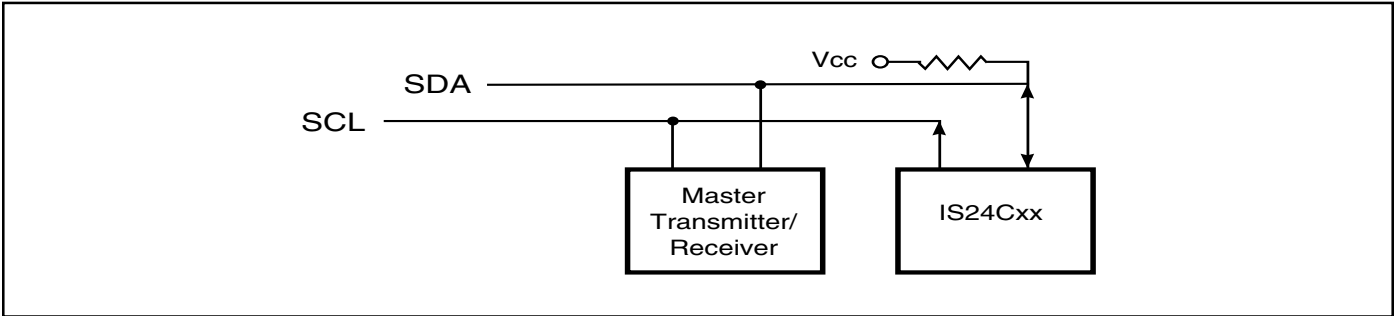 Vcc
SDA
SCL
Master
Transmitter/
Receiver
IS24Cxx